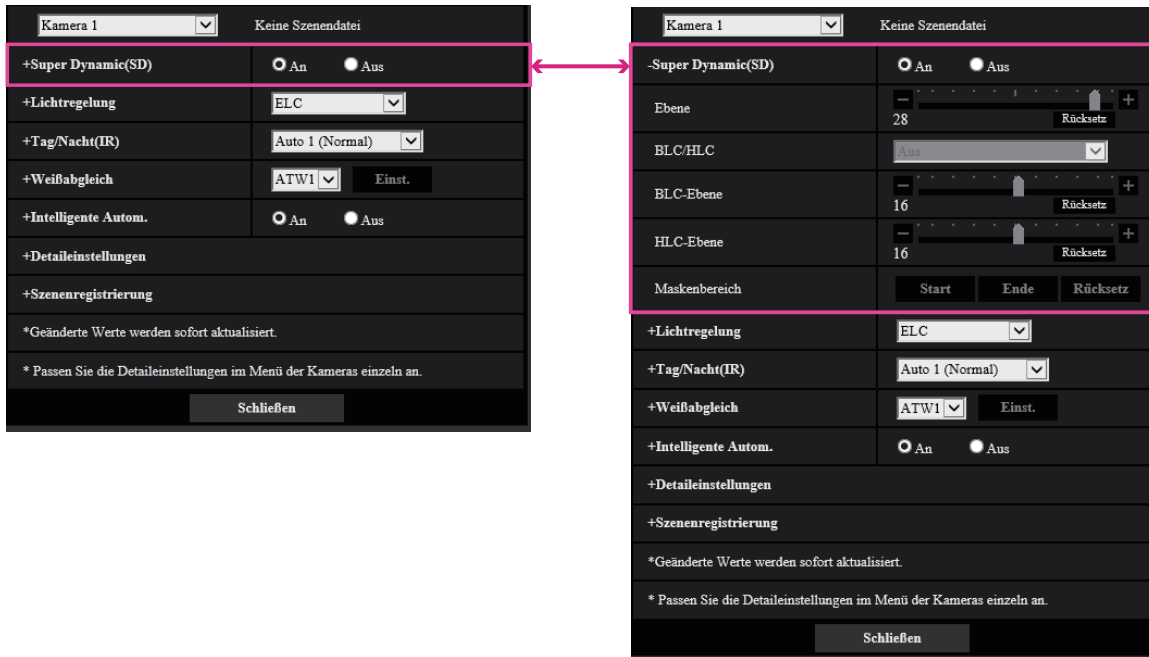 Kamera 1 Keine Szenendatei
+Super Dynamic(SD) An Aus
+Lichtregelung ELC
+Tag/Nacht(IR) Auto 1 (Normal)
+Weißabgleich ATW1 Einst.
+Intelligente Autom. An Aus
+Detaileinstellungen
+Szenenregistrierung
*Geänderte Werte werden sofort aktualisiert.
* Passen Sie die Detaileinstellungen im Menü der Kameras einzeln an.
Schließen
Kamera 1 Keine Szenendatei
-Super Dynamic(SD) An Aus
Ebene
28 Rücksetz
BLC/HLC Aus
BLC-Ebene
16 Rücksetz
HLC-Ebene
16 Rücksetz
Maskenbereich Start Ende Rücksetz
+Lichtregelung ELC
+Tag/Nacht(IR) Auto 1 (Normal)
+Weißabgleich ATW1 Einst.
+Intelligente Autom. An Aus
+Detaileinstellungen
+Szenenregistrierung
*Geänderte Werte werden sofort aktualisiert.
* Passen Sie die Detaileinstellungen im Menü der Kameras einzeln an.
Schließen